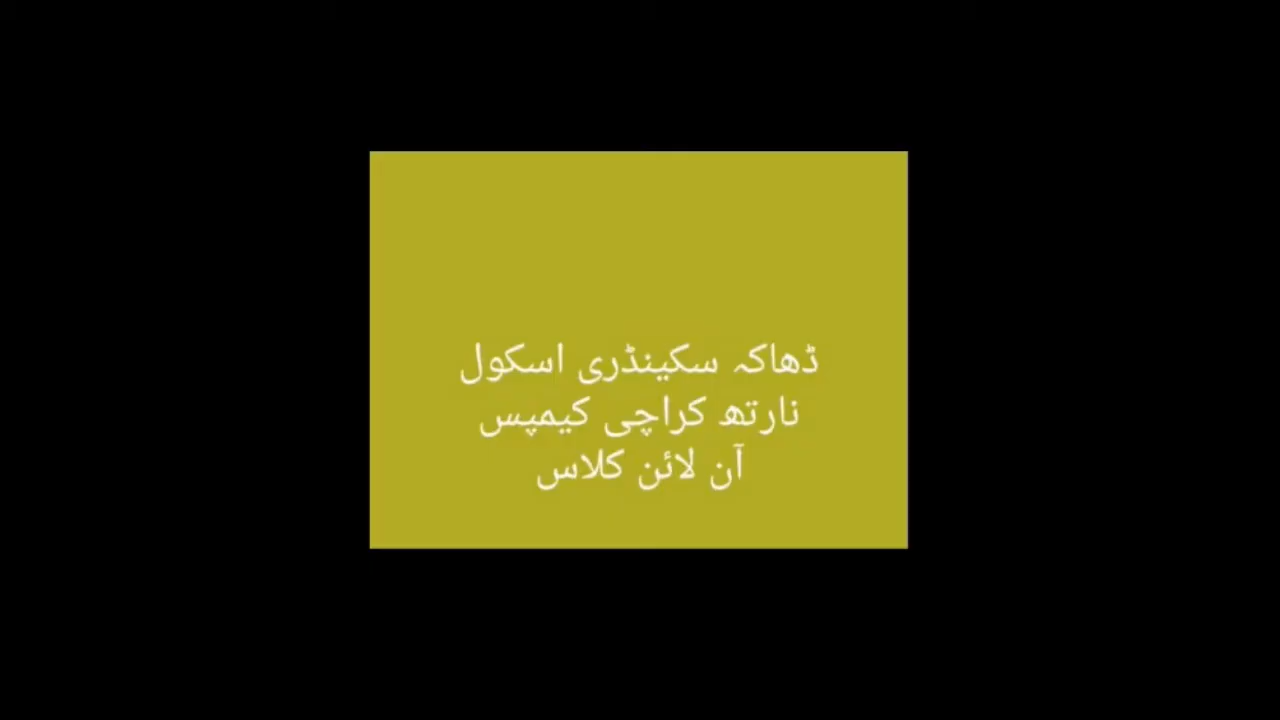 ڈھاکہ سکینڈری اسکول
نارتھ کراچی کیمپس
آن لائن کلاس